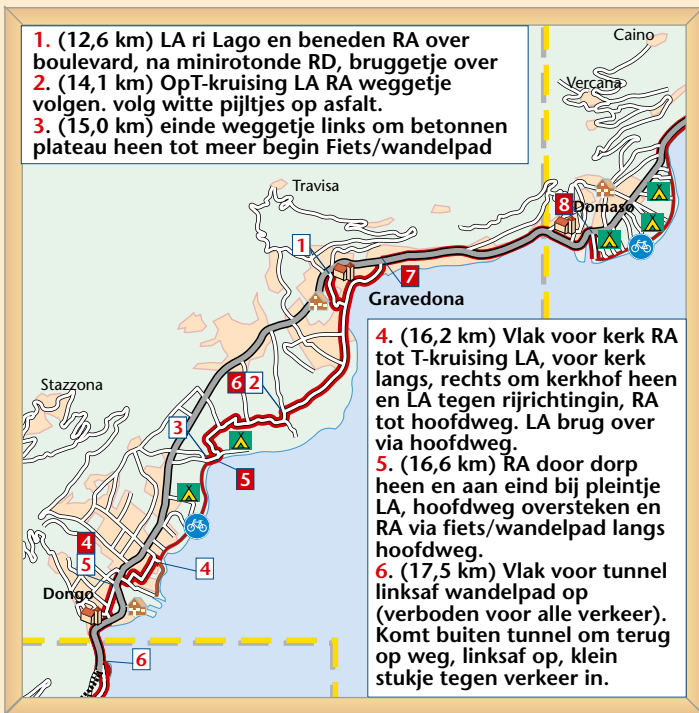 1. (12,6 km) LA ri Lago en beneden RA over
boulevard, na minirotonde RD, bruggetje over
2. (14,1 km) OpT-kruising LA RA weggetje
volgen. volg witte pijltjes op asfalt.
3. (15,0 km) einde weggetje links om betonnen
plateau heen tot meer begin Fiets/wandelpad
Caino
Vercana
Travisa
8
Domaso
1
7
Gravedona
Stazzona
6 2
3
5
4
5
4
Dongo
6
4. (16,2 km) Vlak voor kerk RA
tot T-kruising LA, voor kerk
langs, rechts om kerkhof heen
en LA tegen rijrichtingin, RA
tot hoofdweg. LA brug over
via hoofdweg.
5. (16,6 km) RA door dorp
heen en aan eind bij pleintje
LA, hoofdweg oversteken en
RA via fiets/wandelpad langs
hoofdweg.
6. (17,5 km) Vlak voor tunnel
linksaf wandelpad op
(verboden voor alle verkeer).
Komt buiten tunnel om terug
op weg, linksaf op, klein
stukje tegen verkeer in.